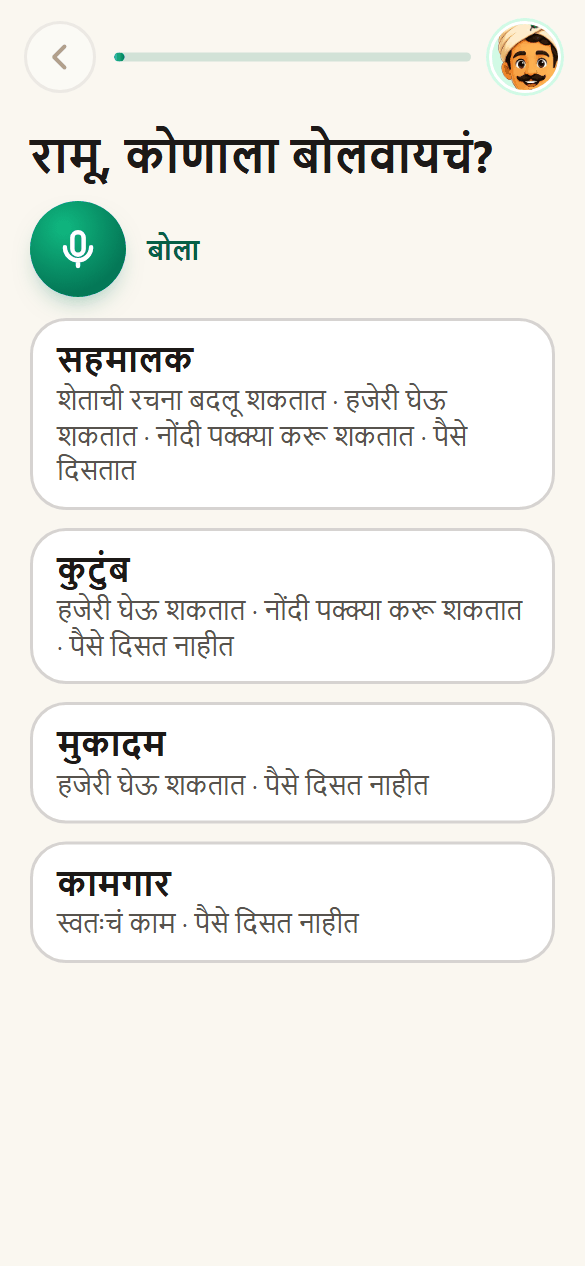 रामू, कोणाला बोलवायचं?
बोला
सहमालक
शेताची रचना बदलू शकतात · हजेरी घेऊ
शकतात · नोंदी पक्क्या करू शकतात · पैसे
दिसतात
कुटुंब
हजेरी घेऊ शकतात · नोंदी पक्क्या करू शकतात
· पैसे दिसत नाहीत
मुकादम
हजेरी घेऊ शकतात · पैसे दिसत नाहीत
कामगार
स्वतःचं काम · पैसे दिसत नाहीत